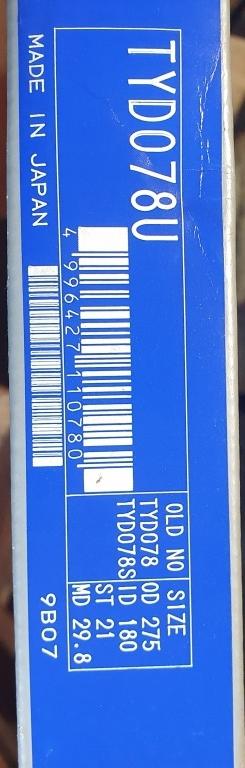 TYD078U
4 996427 110780
OLD NO SIZE
TYD078 OD 275
TYD078S ID 180
ST 21
MD 29.8
MADE IN JAPAN
9B07